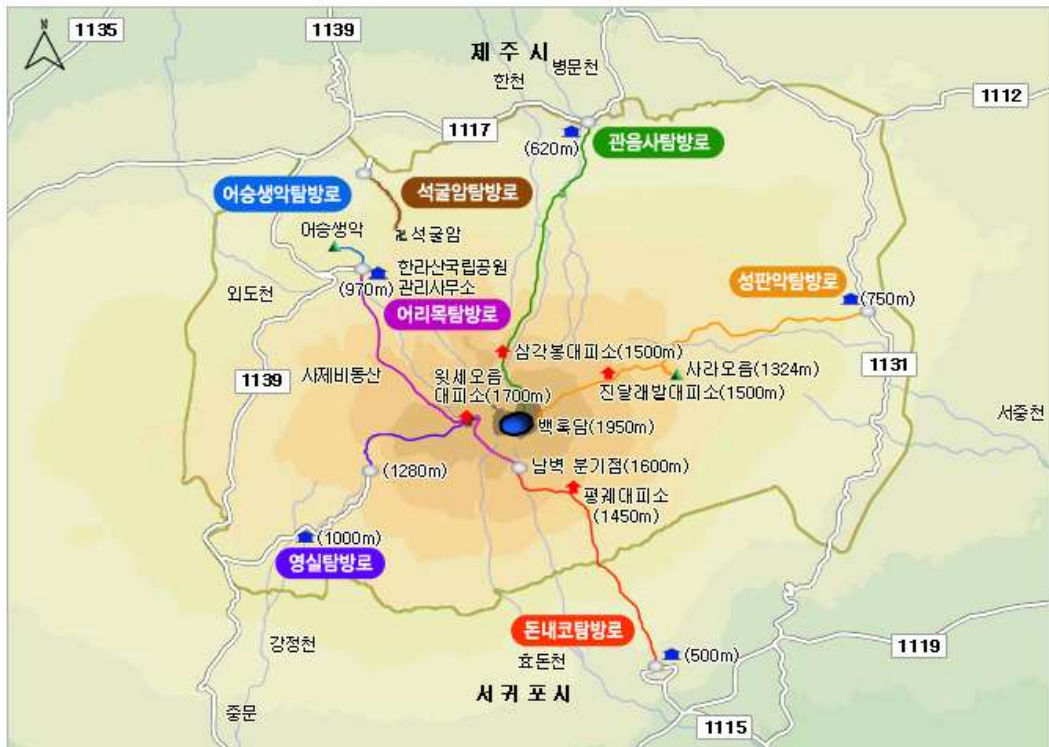 N
1135
1139
제주시
한천
병문천
1112
1117
(620m)
관음사탐방로
어승생악탐방로
석굴암탐방로
어승생악
석굴암
한라산국립공원
관리사무소
(970m)
외도천
어리목탐방로
성판악탐방로
(750m)
삼각봉대피소(1500m)
1131
사라오름(1324m)
진달래밭대피소(1500m)
1139
사제비동산
윗세오름
대피소(1700m)
서중천
백록담(1950m)
(1280m)
남벽 분기점(1600m)
평궤대피소
(1450m)
(1000m)
영실탐방로
돈내코탐방로
강정천
효돈천
(500m)
1119
서귀포시
중문
1115